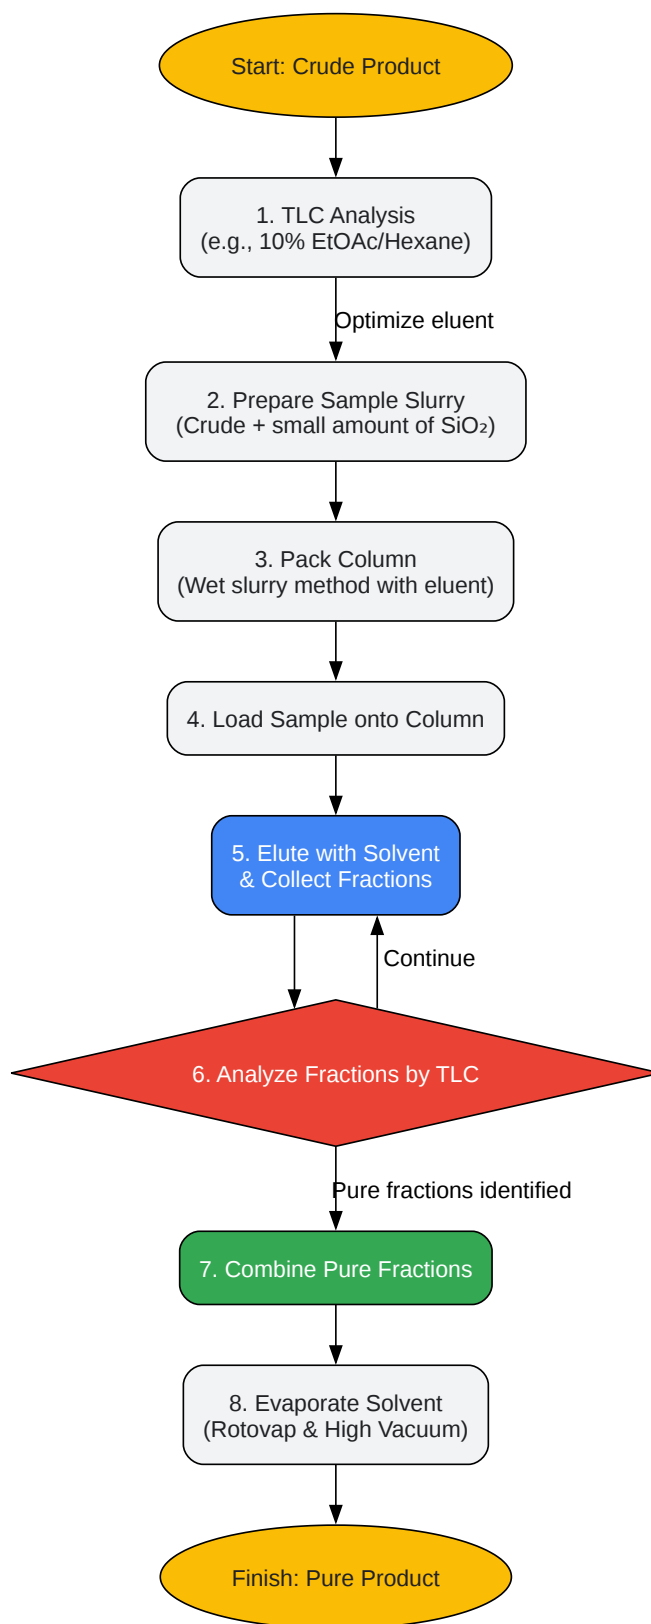 Start: Crude Product
1. TLC Analysis
(e.g., 10% EtOAc/Hexane)
Optimize eluent
2. Prepare Sample Slurry
(Crude + small amount of SiO₂)
3. Pack Column
(Wet slurry method with eluent)
4. Load Sample onto Column
5. Elute with Solvent
& Collect Fractions
Continue
6. Analyze Fractions by TLC
Pure fractions identified
7. Combine Pure Fractions
8. Evaporate Solvent
(Rotovap & High Vacuum)
Finish: Pure Product